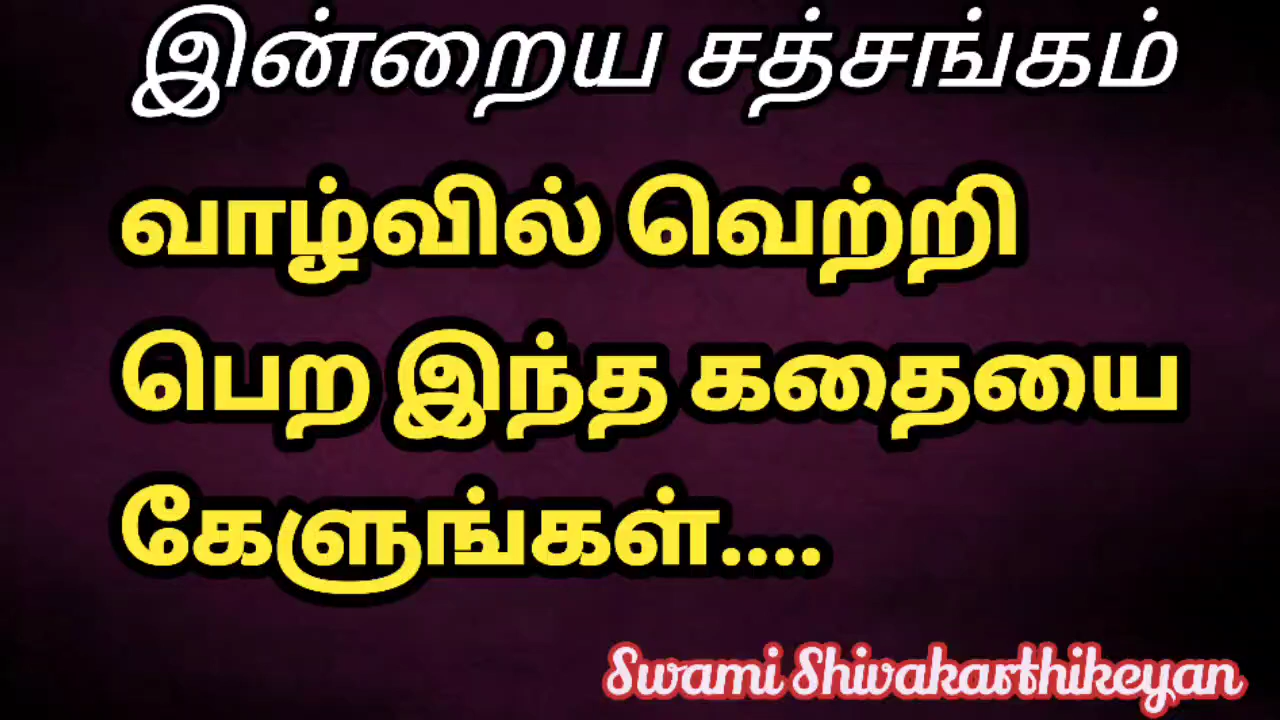 இன்றைய சத்சங்கம்
வாழ்வில் வெற்றி
பெற இந்த கதையை
கேளுங்கள்....
Swami Shivakarthikeyan